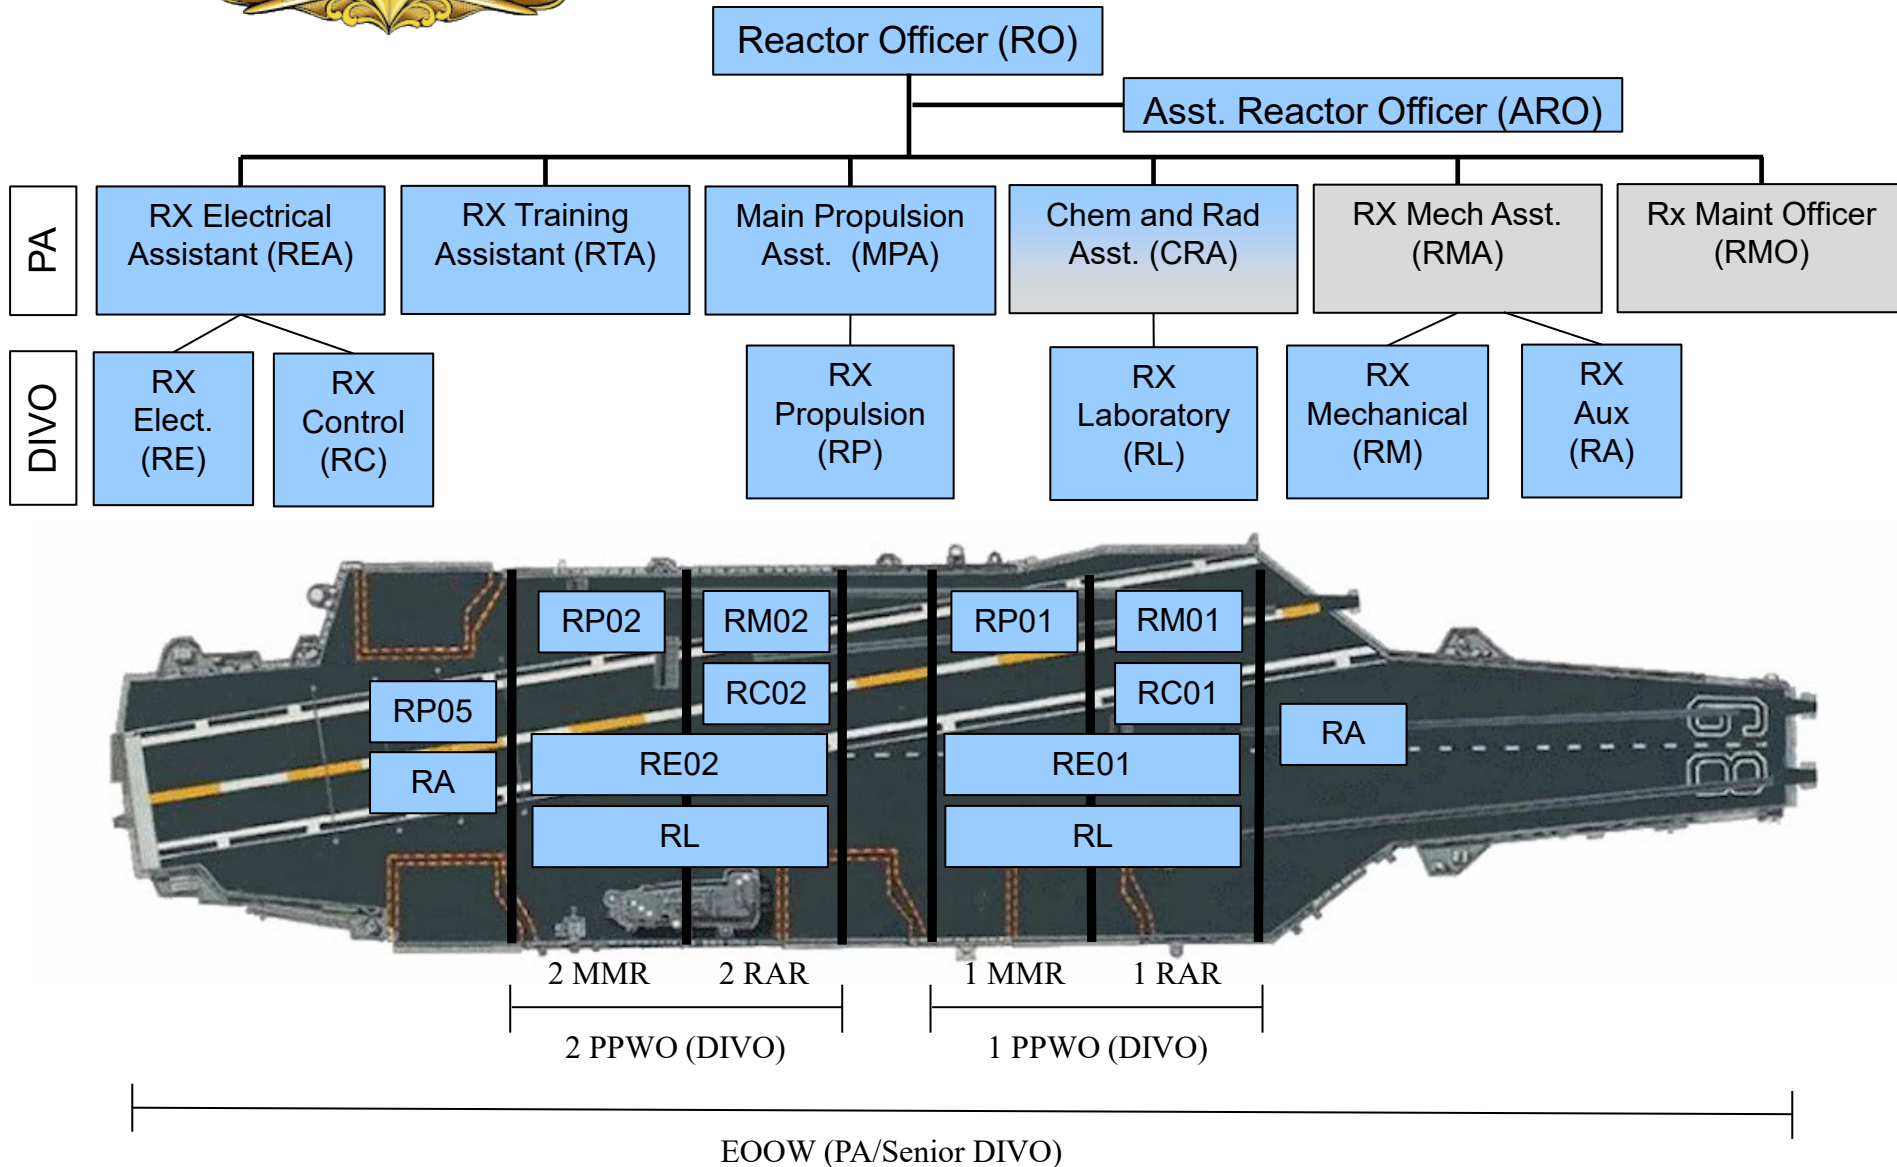 Reactor Officer (RO)
Asst. Reactor Officer (ARO)
PA
RX Electrical
Assistant (REA)
RX Training
Assistant (RTA)
Main Propulsion
Asst. (MPA)
Chem and Rad
Asst. (CRA)
RX Mech Asst.
(RMA)
Rx Maint Officer
(RMO)
DIVO
RX
Elect.
(RE)
RX
Control
(RC)
RX
Propulsion
(RP)
RX
Laboratory
(RL)
RX
Mechanical
(RM)
RX
Aux
(RA)
RP02
RM02
RP01
RM01
RP05
RC02
RC01
RA
RA
RE02
RE01
RL
RL
2 MMR
2 RAR
1 MMR
1 RAR
2 PPWO (DIVO)
1 PPWO (DIVO)
EOOW (PA/Senior DIVO)